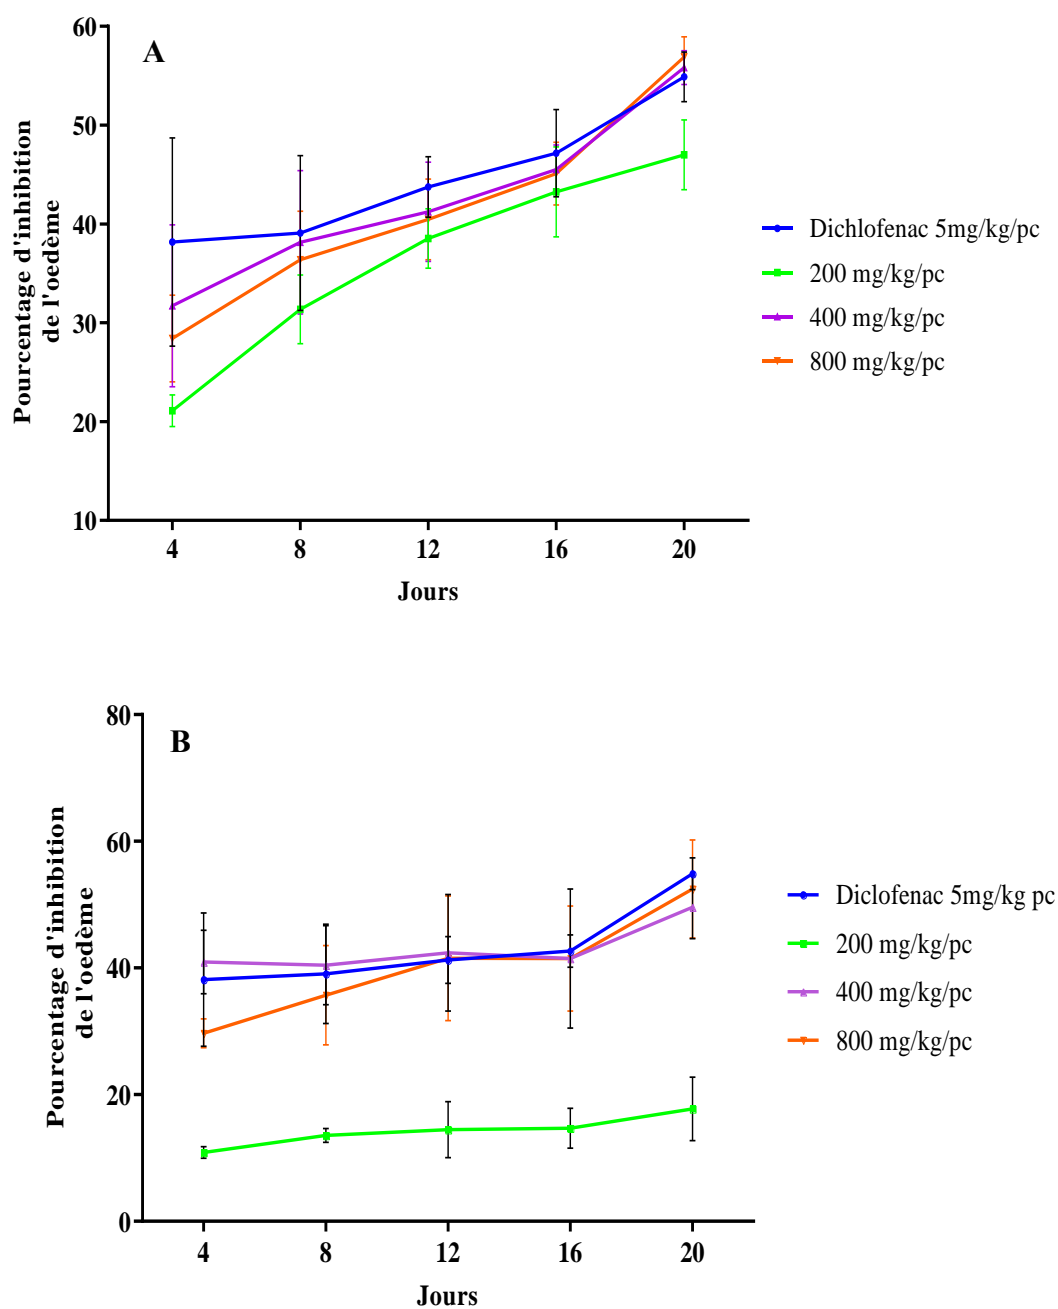 A
60
50
40
30
20
10
Pourcentage d'inhibition
de l'oedème
4 8 12 16 20
Jours
Dichlofenac 5mg/kg/pc
200 mg/kg/pc
400 mg/kg/pc
800 mg/kg/pc
B
80
60
40
20
0
Pourcentage d'inhibition
de l'oedème
4 8 12 16 20
Jours
Diclofenac 5mg/kg pc
200 mg/kg/pc
400 mg/kg/pc
800 mg/kg/pc